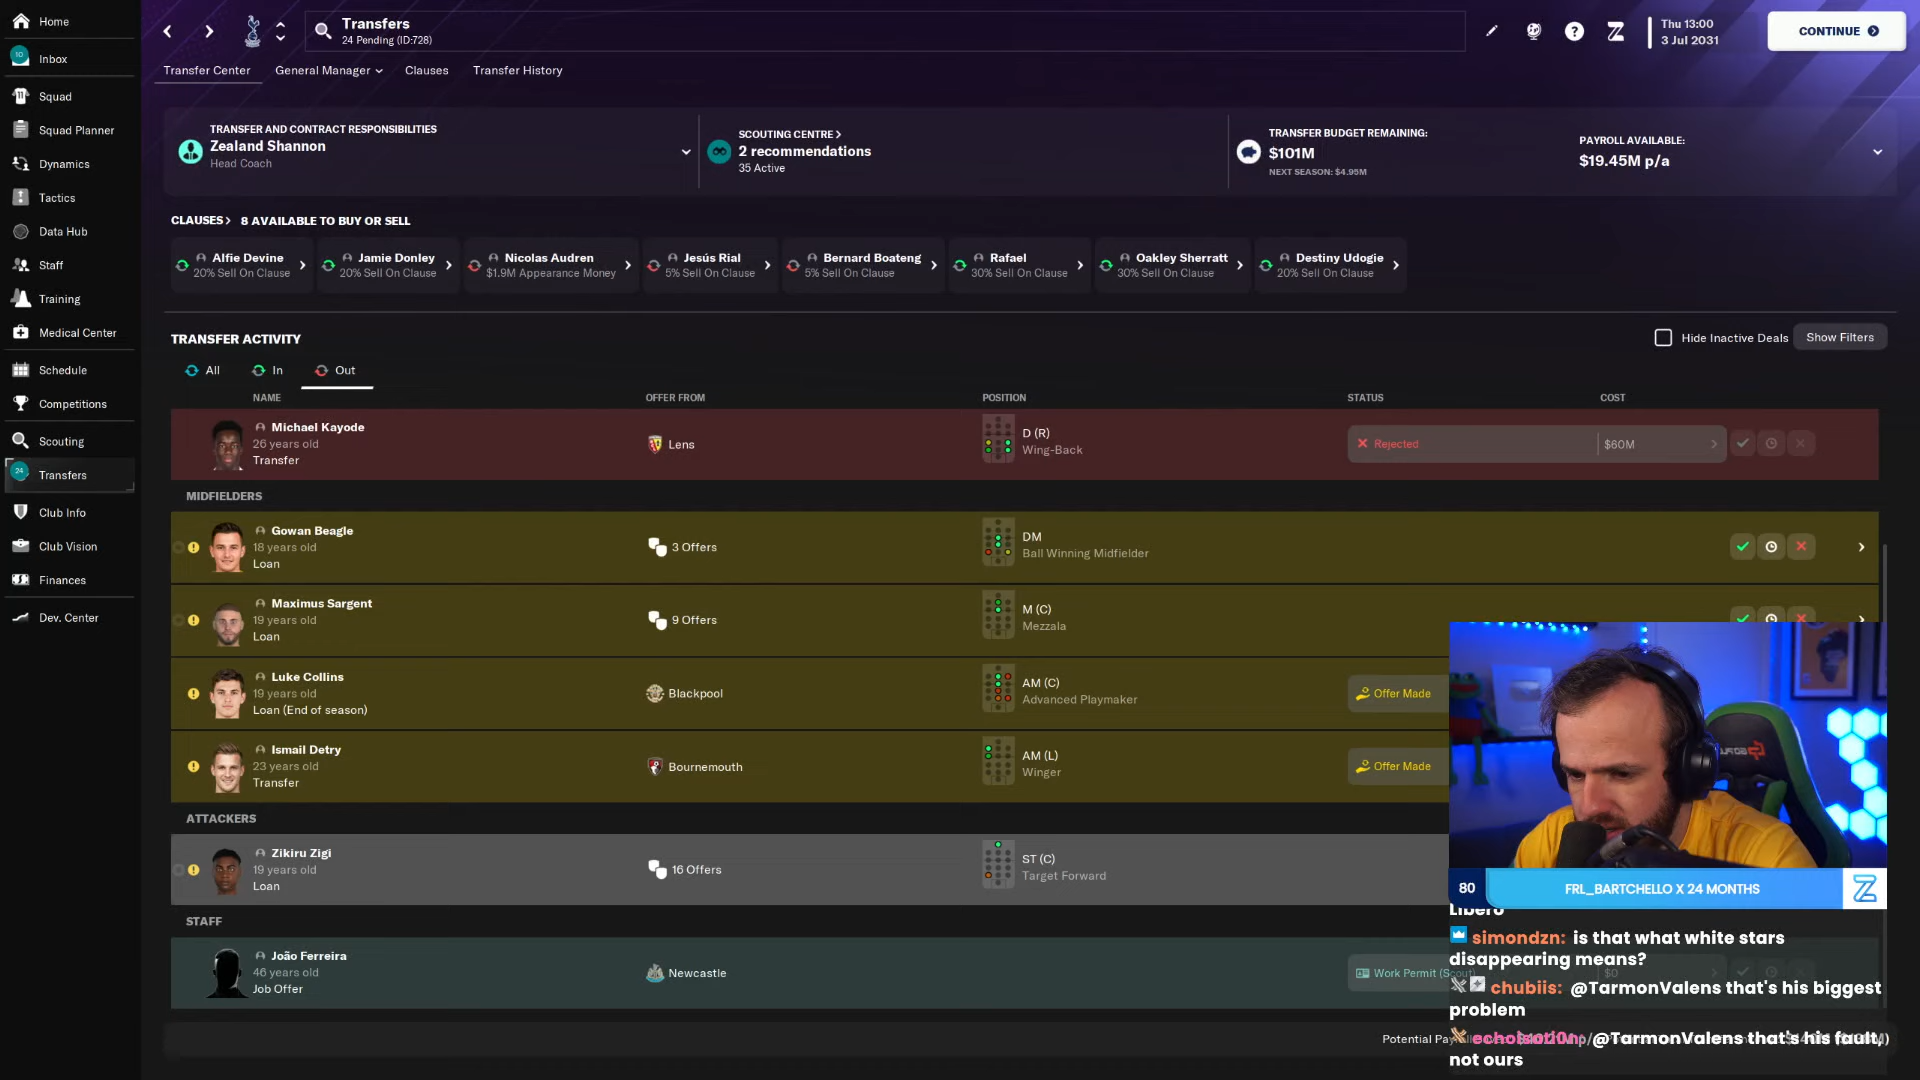 Home
Inbox
10
Squad
Squad Planner
Dynamics
Tactics
Data Hub
Staff
Training
Medical Center
Schedule
Competitions
Scouting
24
Transfers
Club Info
Club Vision
Finances
Dev. Center
Transfers
24 Pending (ID:728)
Thu 13:00
3 Jul 2031
CONTINUE
Transfer Center
General Manager
Clauses
Transfer History
TRANSFER AND CONTRACT RESPONSIBILITIES
Zealand Shannon
Head Coach
SCOUTING CENTRE >
2 recommendations
35 Active
TRANSFER BUDGET REMAINING:
$101M
NEXT SEASON: $4.95M
PAYROLL AVAILABLE:
$19.45M p/a
CLAUSES > 8 AVAILABLE TO BUY OR SELL
Alfie Devine
20% Sell On Clause
Jamie Donley
20% Sell On Clause
Nicolas Audren
$1.9M Appearance Money
Jesús Rial
5% Sell On Clause
Bernard Boateng
5% Sell On Clause
Rafael
30% Sell On Clause
Oakley Sherratt
30% Sell On Clause
Destiny Udogie
20% Sell On Clause
TRANSFER ACTIVITY
Hide Inactive Deals
Show Filters
All
In
Out
NAME OFFER FROM POSITION STATUS COST
Michael Kayode
26 years old
Transfer
Lens
D (R)
Wing-Back
Rejected
$60M
MIDFIELDERS
Gowan Beagle
18 years old
Loan
3 Offers
DM
Ball Winning Midfielder
Maximus Sargent
19 years old
Loan
9 Offers
M (C)
Mezzala
Luke Collins
19 years old
Loan (End of season)
Blackpool
AM (C)
Advanced Playmaker
Offer Made
Ismail Detry
23 years old
Transfer
Bournemouth
AM (L)
Winger
Offer Made
ATTACKERS
Zikiru Zigi
19 years old
Loan
16 Offers
ST (C)
Target Forward
STAFF
João Ferreira
46 years old
Job Offer
Newcastle
Work Permit (Scout)
$0
80
FRL_BARTCHELLO X 24 MONTHS
Z
Libero
simondzn: is that what white stars
disappearing means?
chubiis: @TarmonValens that's his biggest
problem
@TarmonValens that's his fault,
not ours
Potential